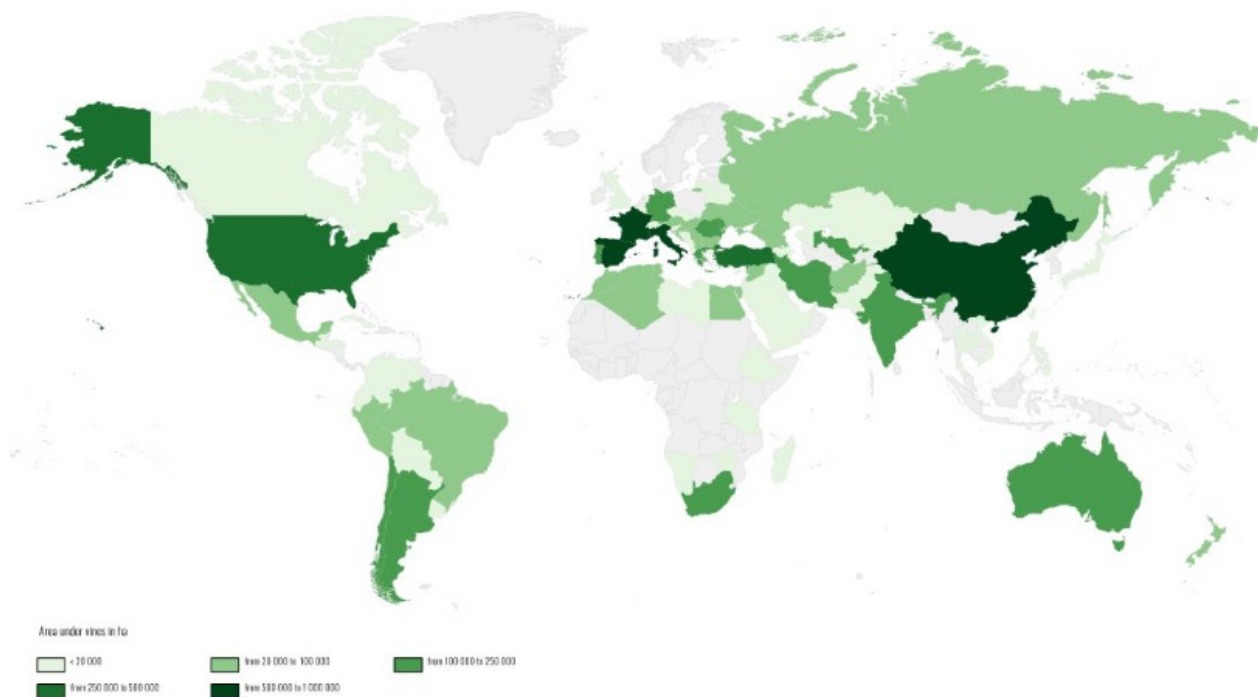 Area under vines in ha
< 20 000
from 20 000 to 100 000
from 100 000 to 250 000
from 250 000 to 500 000
from 500 000 to 1 000 000